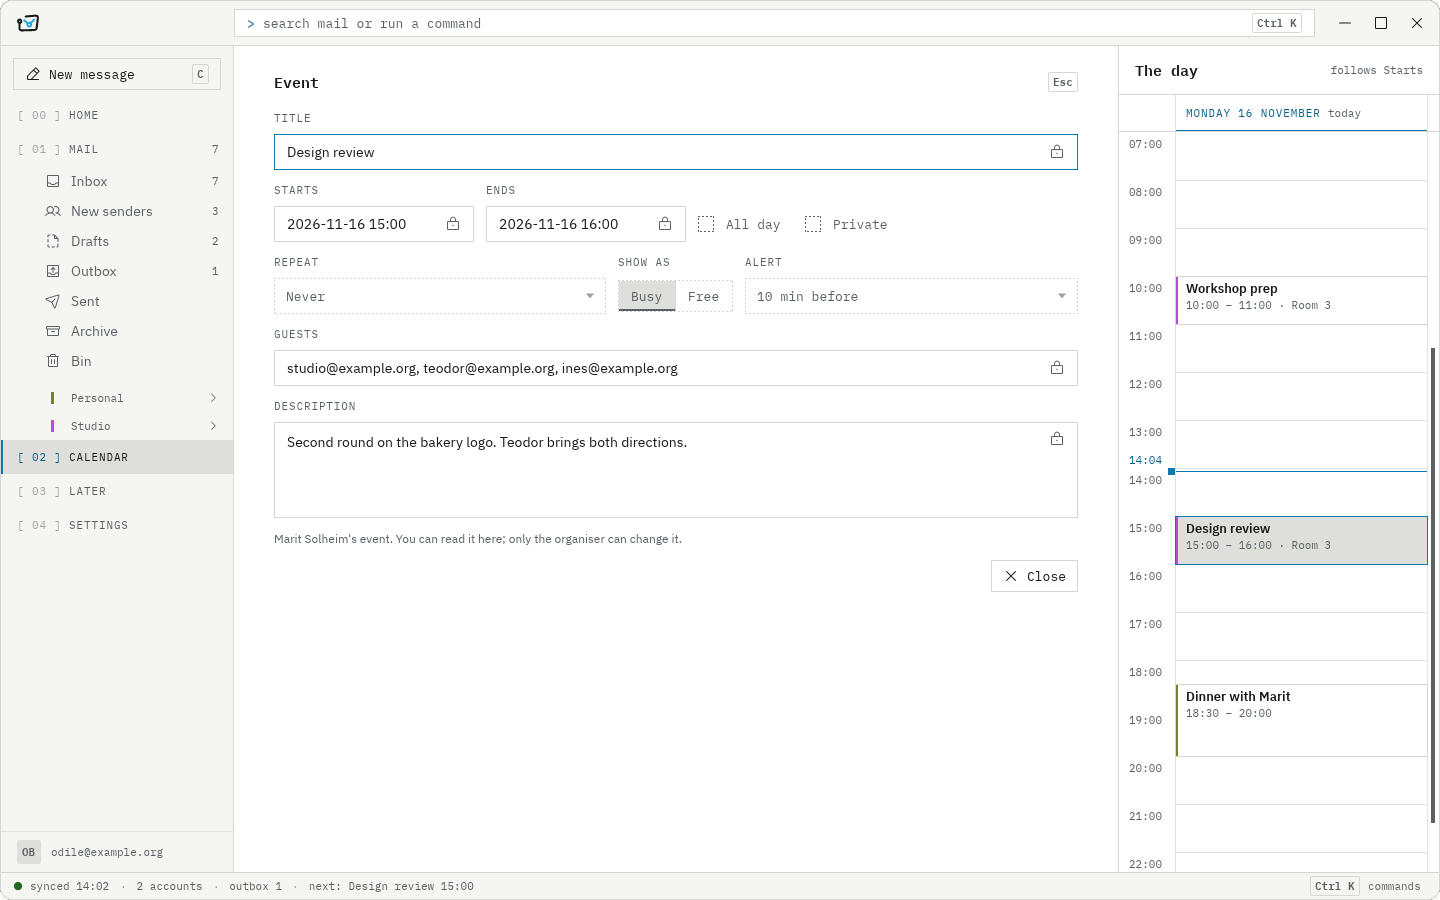 > search mail or run a command Ctrl K
New message C
[ 00 ] HOME
[ 01 ] MAIL 7
Inbox 7
New senders 3
Drafts 2
Outbox 1
Sent
Archive
Bin
Personal
Studio
[ 02 ] CALENDAR
[ 03 ] LATER
[ 04 ] SETTINGS
OB odile@example.org
Event Esc
TITLE
Design review
STARTS ENDS
2026-11-16 15:00 2026-11-16 16:00 All day Private
REPEAT SHOW AS ALERT
Never Busy Free 10 min before
GUESTS
studio@example.org, teodor@example.org, ines@example.org
DESCRIPTION
Second round on the bakery logo. Teodor brings both directions.
Marit Solheim's event. You can read it here; only the organiser can change it.
Close
The day follows Starts
MONDAY 16 NOVEMBER today
07:00
08:00
09:00
10:00 Workshop prep
10:00 – 11:00 · Room 3
11:00
12:00
13:00
14:04
14:00
15:00 Design review
15:00 – 16:00 · Room 3
16:00
17:00
18:00
Dinner with Marit
18:30 – 20:00
19:00
20:00
21:00
22:00
synced 14:02 · 2 accounts · outbox 1 · next: Design review 15:00 Ctrl K commands